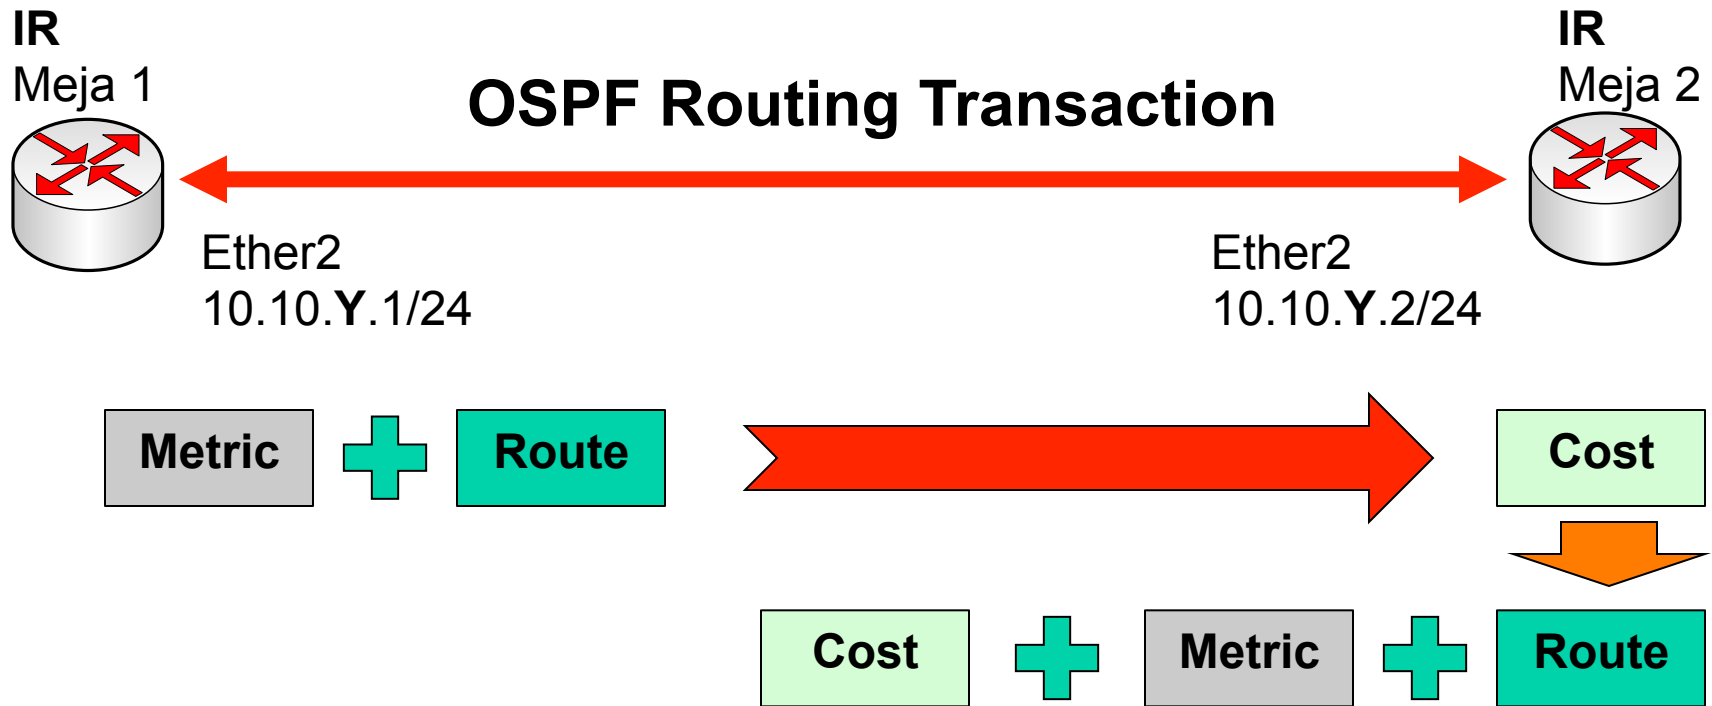 IR
Meja 1
IR
Meja 2
OSPF Routing Transaction
Ether2
10.10.Y.1/24
Ether2
10.10.Y.2/24
Metric
Route
Cost
Cost
Metric
Route